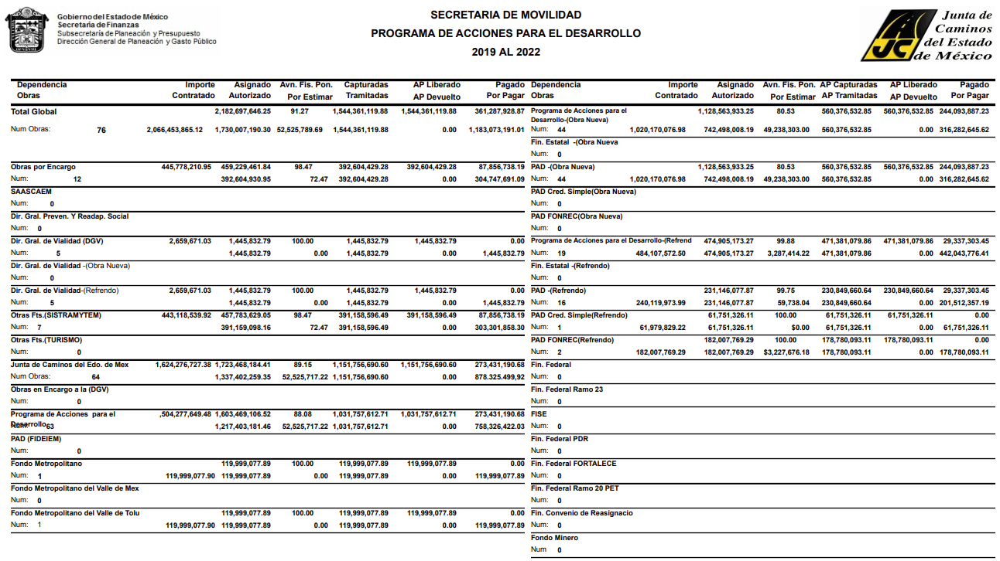 Gobierno del Estado de México
Secretaría de Finanzas
Subsecretaría de Planeación y Presupuesto
Dirección General de Planeación y Gasto Público
SECRETARIA DE MOVILIDAD
PROGRAMA DE ACCIONES PARA EL DESARROLLO
2019 AL 2022
AJC
Junta de
Caminos
del Estado
de México
Dependencia Importe Asignado Avn. Fis. Pon. Capturadas AP Liberado Pagado
Obras Contratado Autorizado Por Estimar Tramitadas AP Devuelto Por Pagar
Total Global 2,182,697,646.25 91.27 1,544,361,119.88 1,544,361,119.88 361,287,928.87
Num Obras: 76 2,066,453,865.12 1,730,007,190.30 52,525,789.69 1,544,361,119.88 0.00 1,183,073,191.01
Obras por Encargo 445,778,210.95 459,229,461.84 98.47 392,604,429.28 392,604,429.28 87,856,738.19
Num: 12 392,604,930.95 72.47 392,604,429.28 0.00 304,747,691.09
SAASCAEM
Num: 0
Dir. Gral. Preven. Y Readap. Social
Num: 0
Dir. Gral. de Vialidad (DGV) 2,659,671.03 1,445,832.79 100.00 1,445,832.79 1,445,832.79 0.00
Num: 5 1,445,832.79 0.00 1,445,832.79 0.00 1,445,832.79
Dir. Gral. de Vialidad -(Obra Nueva)
Num: 0
Dir. Gral. de Vialidad-(Refrendo) 2,659,671.03 1,445,832.79 100.00 1,445,832.79 1,445,832.79 0.00
Num: 5 1,445,832.79 0.00 1,445,832.79 0.00 1,445,832.79
Otras Fts.(SISTRAMYTEM) 443,118,539.92 457,783,629.05 98.47 391,158,596.49 391,158,596.49 87,856,738.19
Num: 7 391,159,098.16 72.47 391,158,596.49 0.00 303,301,858.30
Otras Fts.(TURISMO)
Num: 0
Junta de Caminos del Edo. de Mex 1,624,276,727.38 1,723,468,184.41 89.15 1,151,756,690.60 1,151,756,690.60 273,431,190.68
Num Obras: 64 1,337,402,259.35 52,525,717.22 1,151,756,690.60 0.00 878.325.499,92
Obras en Encargo a la (DGV)
Num: 0
Programa de Acciones para el ,504,277,649.48 1,603,469,106.52 88.08 1,031,757,612.71 1,031,757,612.71 273,431,190.68
Desarrollo
Num: 63 1,217,403,181.46 52,525,717.22 1,031,757,612.71 0.00 758,326,422.03
PAD (FIDEIEM)
Num: 0
Fondo Metropolitano 119,999,077.89 100.00 119,999,077.89 119,999,077.89 0.00
Num: 1 119,999,077.90 119,999,077.89 0.00 119,999,077.89 0.00 119,999,077.89
Fondo Metropolitano del Valle de Mex
Num: 0
Fondo Metropolitano del Valle de Tolu 119,999,077.89 100.00 119,999,077.89 119,999,077.89 0.00
Num: 1 119,999,077.90 119,999,077.89 0.00 119,999,077.89 0.00 119,999,077.89
Dependencia Importe Asignado Avn. Fis. Pon. AP Capturadas AP Liberado Pagado
Obras Contratado Autorizado Por Estimar AP Tramitadas AP Devuelto Por Pagar
Programa de Acciones para el 1,128,563,933.25 80.53 560,376,532.85 560,376,532.85 244,093,887.23
Desarrollo-(Obra Nueva)
Num: 44 1,020,170,076.98 742,498,008.19 49,238,303.00 560,376,532.85 0.00 316,282,645.62
Fin. Estatal -(Obra Nueva
Num: 0
PAD -(Obra Nueva) 1,128,563,933.25 80.53 560,376,532.85 560,376,532.85 244,093,887.23
Num: 44 1,020,170,076.98 742,498,008.19 49,238,303.00 560,376,532.85 0.00 316,282,645.62
PAD Cred. Simple(Obra Nueva)
Num: 0
PAD FONREC(Obra Nueva)
Num: 0
Programa de Acciones para el Desarrollo-(Refrend 474,905,173.27 99.88 471,381,079.86 471,381,079.86 29,337,303.45
Num: 19 484,107,572.50 474,905,173.27 3,287,414.22 471,381,079.86 0.00 442,043,776.41
Fin. Estatal -(Refrendo)
Num: 0
PAD -(Refrendo) 231,146,077.87 99.75 230,849,660.64 230,849,660.64 29,337,303.45
Num: 16 240,119,973.99 231,146,077.87 59,738.04 230,849,660.64 0.00 201,512,357.19
PAD Cred. Simple(Refrendo) 61,751,326.11 100.00 61,751,326.11 61,751,326.11 0.00
Num: 1 61,979,829.22 61,751,326.11 $0.00 61,751,326.11 0.00 61,751,326.11
PAD FONREC(Refrendo) 182,007,769.29 100.00 178,780,093.11 178,780,093.11 0.00
Num: 2 182,007,769.29 182,007,769.29 $3,227,676.18 178,780,093.11 0.00 178,780,093.11
Fin. Federal
Num: 0
Fin. Federal Ramo 23
Num: 0
FISE
Num: 0
Fin. Federal PDR
Num: 0
Fin. Federal FORTALECE
Num: 0
Fin. Federal Ramo 20 PET
Num: 0
Fin. Convenio de Reasignacio
Num: 0
Fondo Minero
Num 0